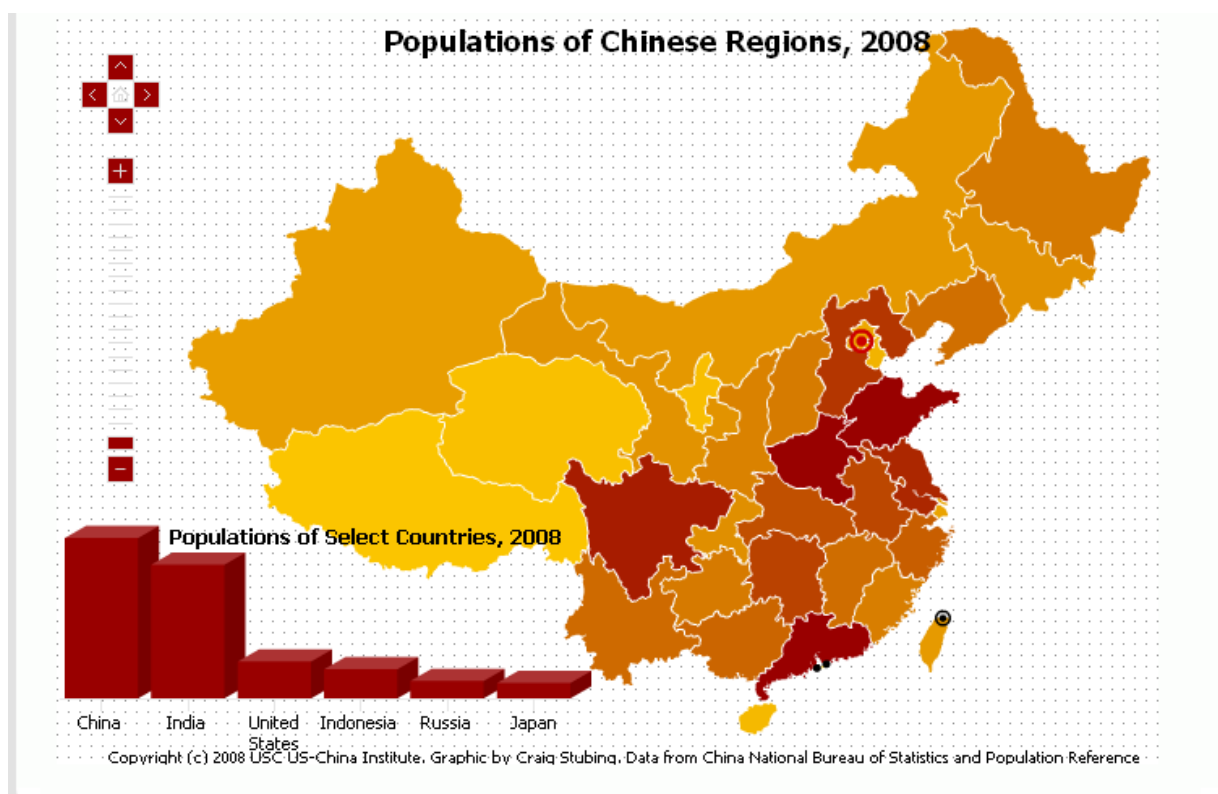 Populations of Chinese Regions, 2008
Populations of Select Countries, 2008
China
India
United
States
Indonesia
Russia
Japan
Copyright (c) 2008 USC US-China Institute. Graphic by Craig Stubing. Data from China National Bureau of Statistics and Population Reference